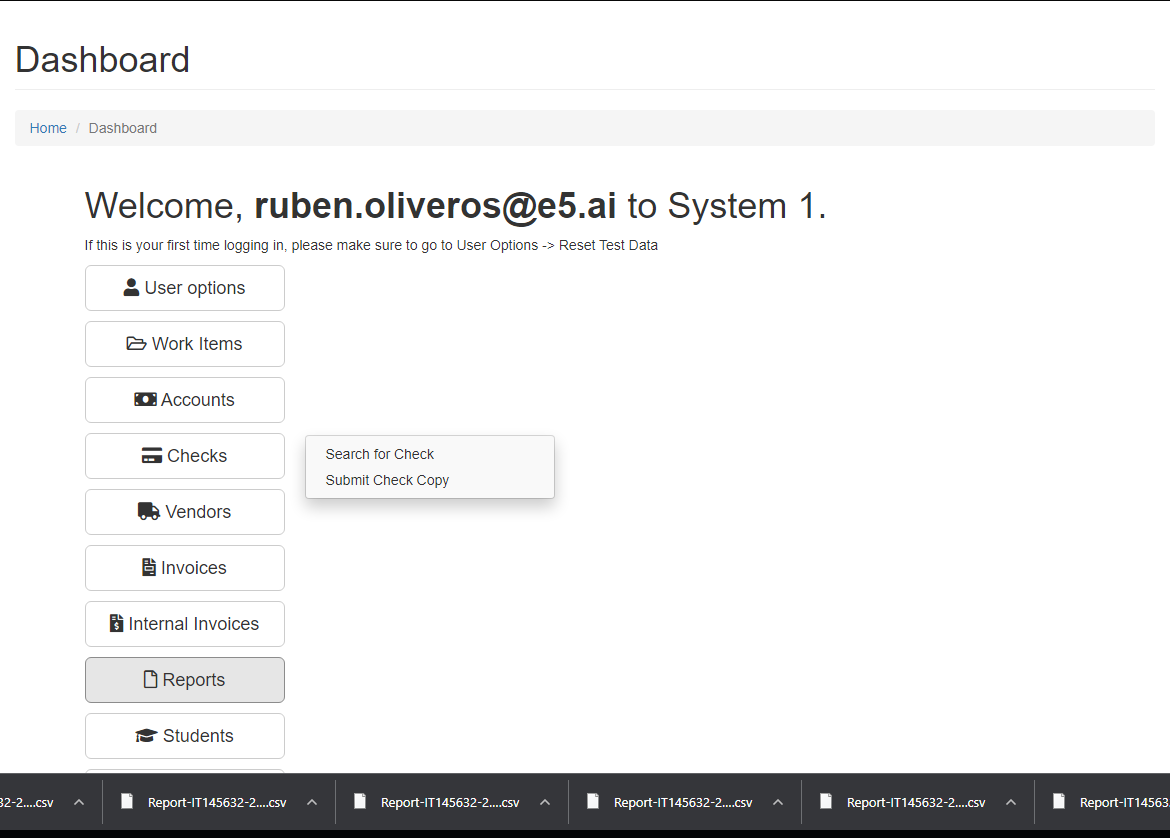 Dashboard
Home / Dashboard
Welcome, ruben.oliveros@e5.ai to System 1.
If this is your first time logging in, please make sure to go to User Options -> Reset Test Data
User options
Work Items
Accounts
Checks
Search for Check
Submit Check Copy
Vendors
Invoices
Internal Invoices
Reports
Students
32-2....csv
Report-IT145632-2....csv
Report-IT145632-2....csv
Report-IT145632-2....csv
Report-IT145632-2....csv
Report-IT14563